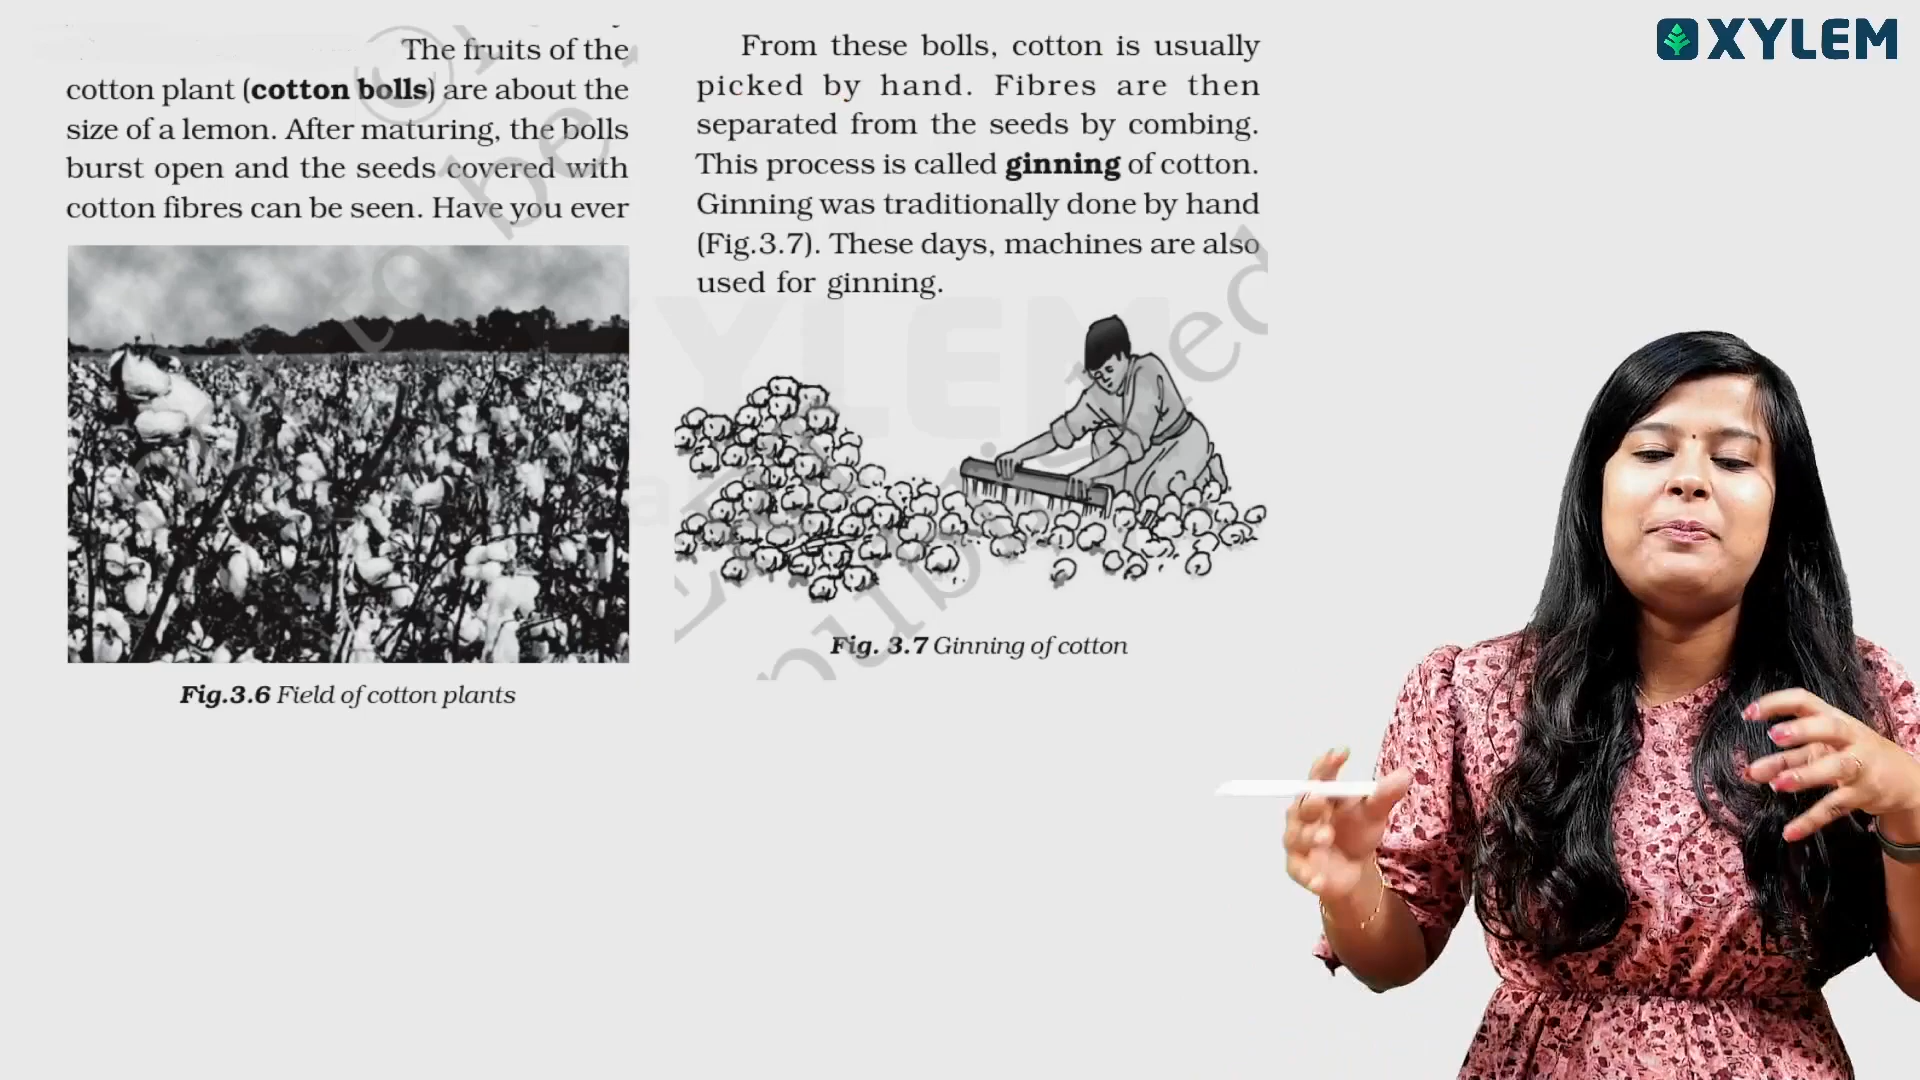 The fruits of the
cotton plant (cotton bolls) are about the
size of a lemon. After maturing, the bolls
burst open and the seeds covered with
cotton fibres can be seen. Have you ever
Fig.3.6 Field of cotton plants
From these bolls, cotton is usually
picked by hand. Fibres are then
separated from the seeds by combing.
This process is called ginning of cotton.
Ginning was traditionally done by hand
(Fig.3.7). These days, machines are also
used for ginning.
Fig. 3.7 Ginning of cotton
XYLEM
XYLEM
to be